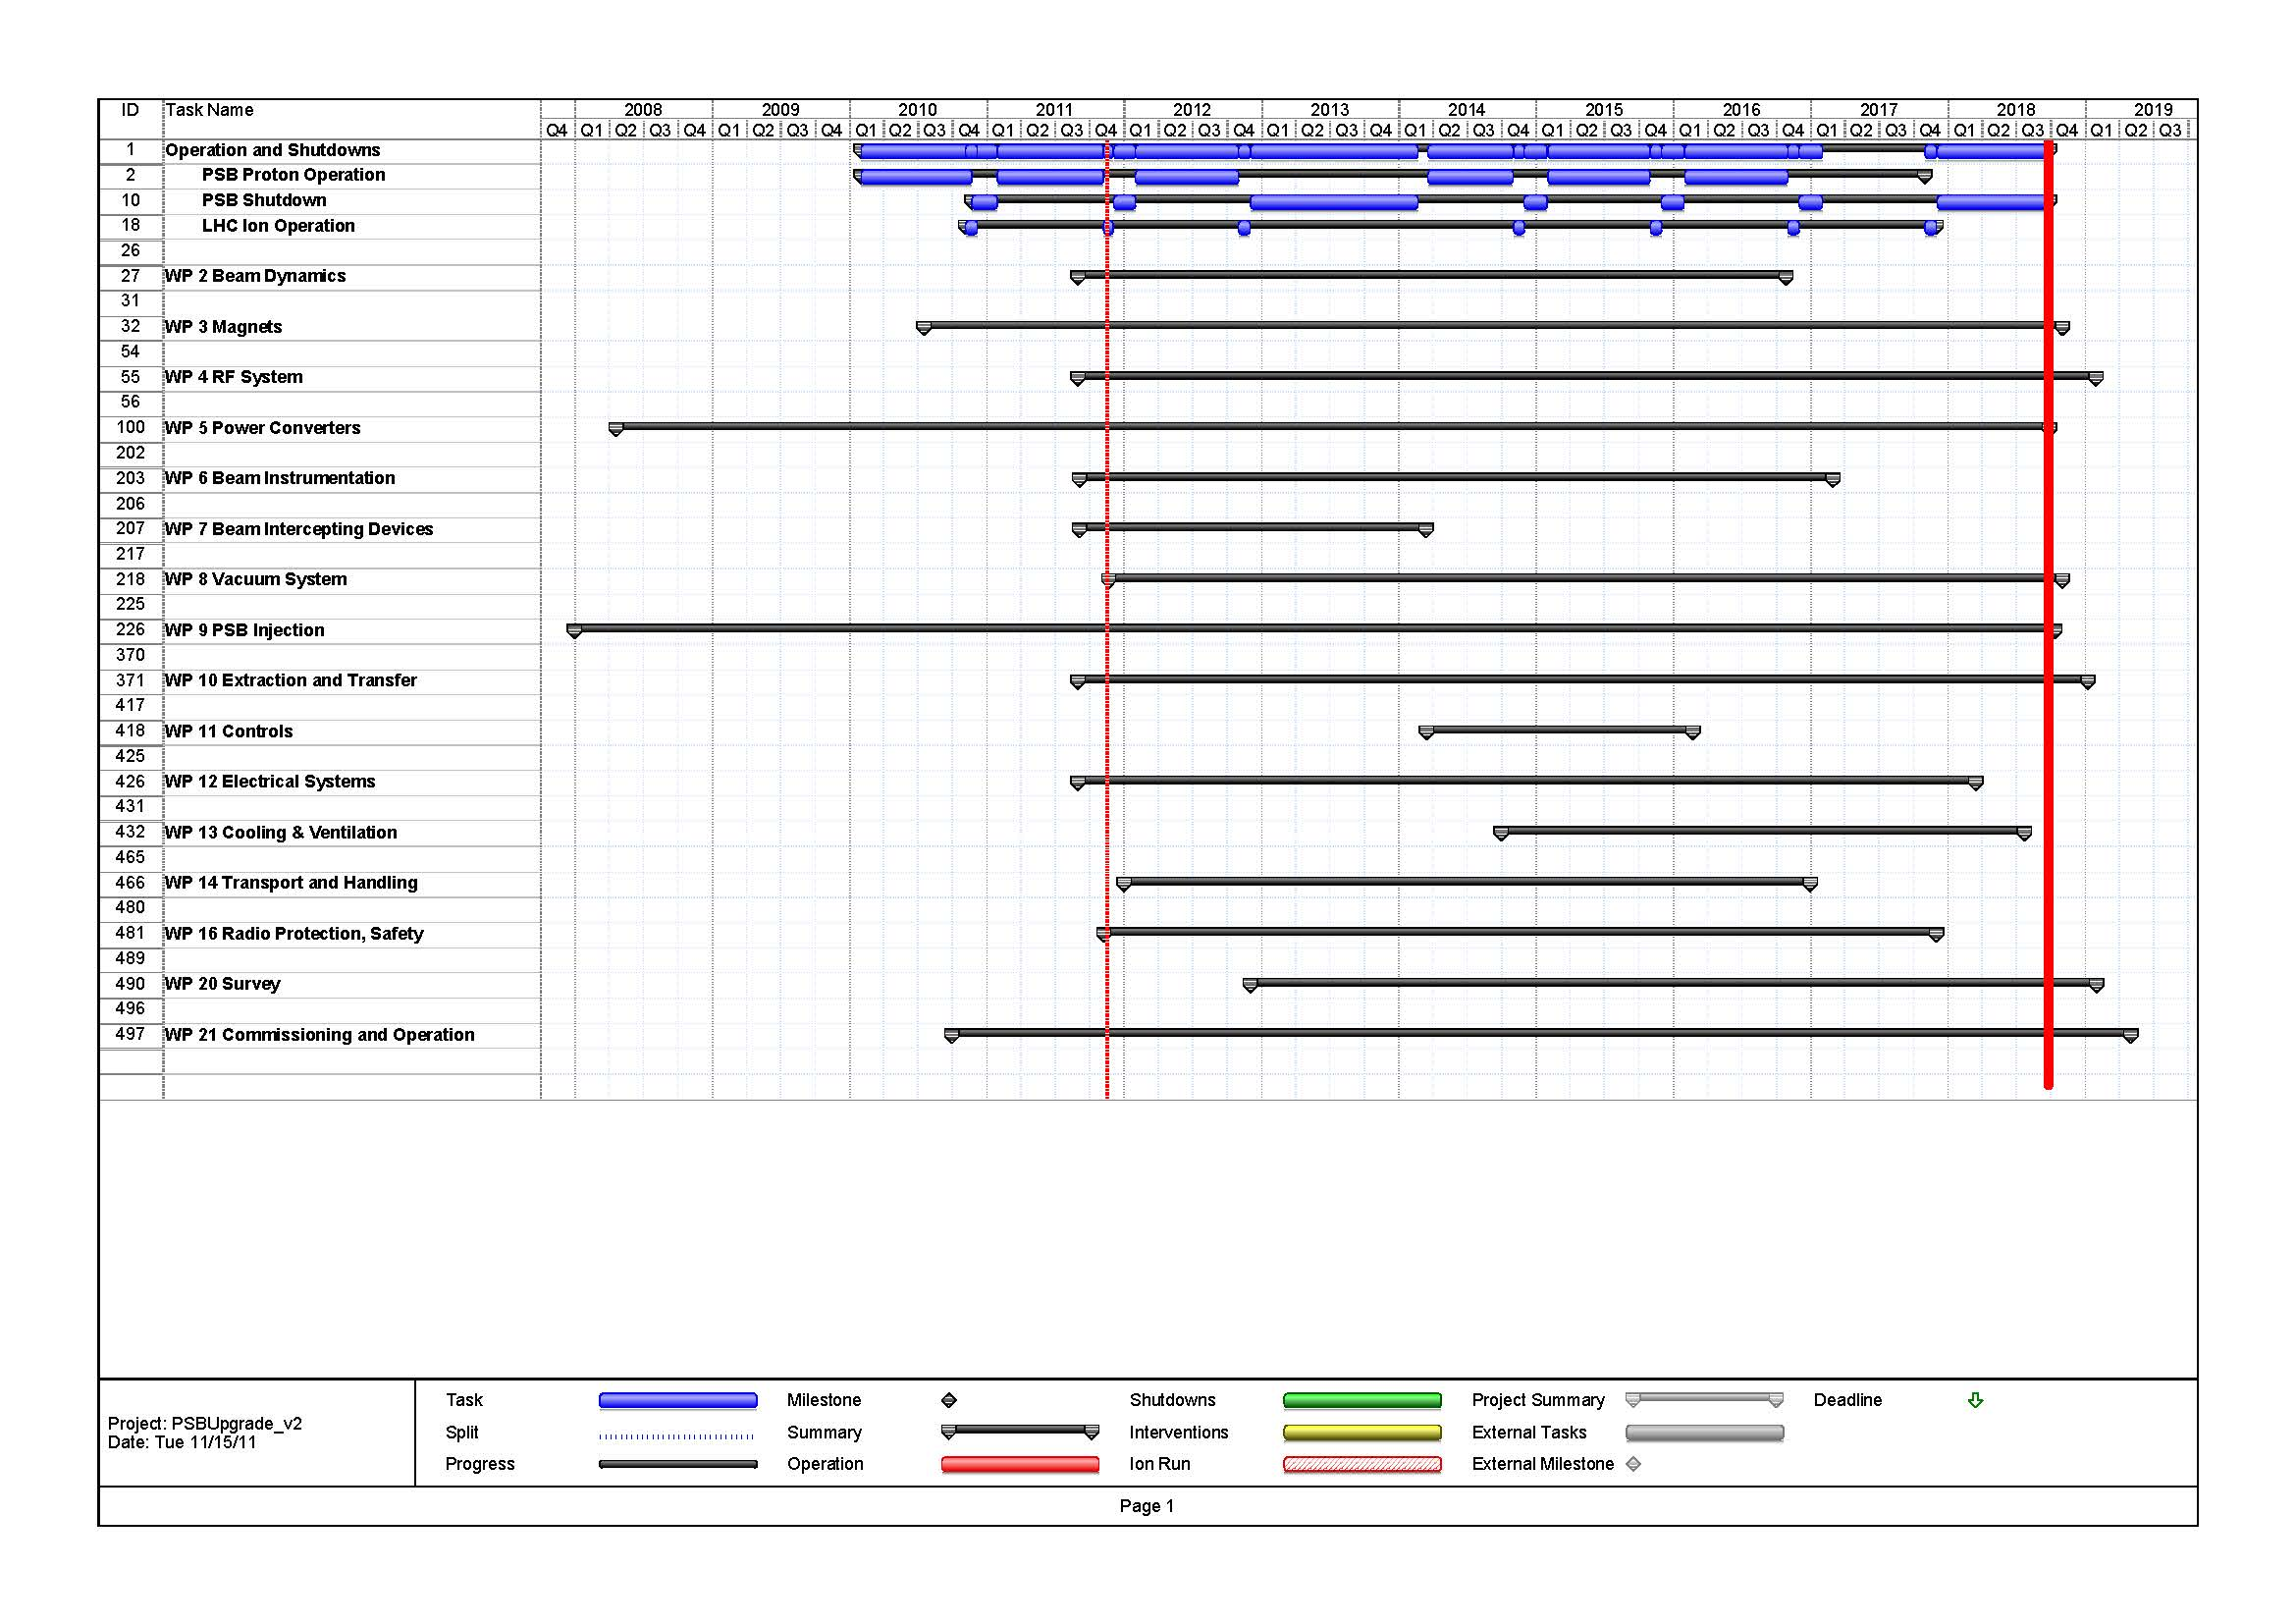 ID Task Name 2008 2009 2010 2011 2012 2013 2014 2015 2016 2017 2018 2019
Q4 Q1 Q2 Q3 Q4 Q1 Q2 Q3 Q4 Q1 Q2 Q3 Q4 Q1 Q2 Q3 Q4 Q1 Q2 Q3 Q4 Q1 Q2 Q3 Q4 Q1 Q2 Q3 Q4 Q1 Q2 Q3 Q4 Q1 Q2 Q3 Q4 Q1 Q2 Q3 Q4 Q1 Q2 Q3 Q4 Q1 Q2 Q3
1 Operation and Shutdowns
2 PSB Proton Operation
10 PSB Shutdown
18 LHC Ion Operation
26
27 WP 2 Beam Dynamics
31
32 WP 3 Magnets
54
55 WP 4 RF System
56
100 WP 5 Power Converters
202
203 WP 6 Beam Instrumentation
206
207 WP 7 Beam Intercepting Devices
217
218 WP 8 Vacuum System
225
226 WP 9 PSB Injection
370
371 WP 10 Extraction and Transfer
417
418 WP 11 Controls
425
426 WP 12 Electrical Systems
431
432 WP 13 Cooling & Ventilation
465
466 WP 14 Transport and Handling
480
481 WP 16 Radio Protection, Safety
489
490 WP 20 Survey
496
497 WP 21 Commissioning and Operation
Project: PSBUpgrade_v2
Date: Tue 11/15/11
Task Milestone Shutdowns Project Summary Deadline
Split Summary Interventions External Tasks
Progress Operation Ion Run External Milestone
Page 1